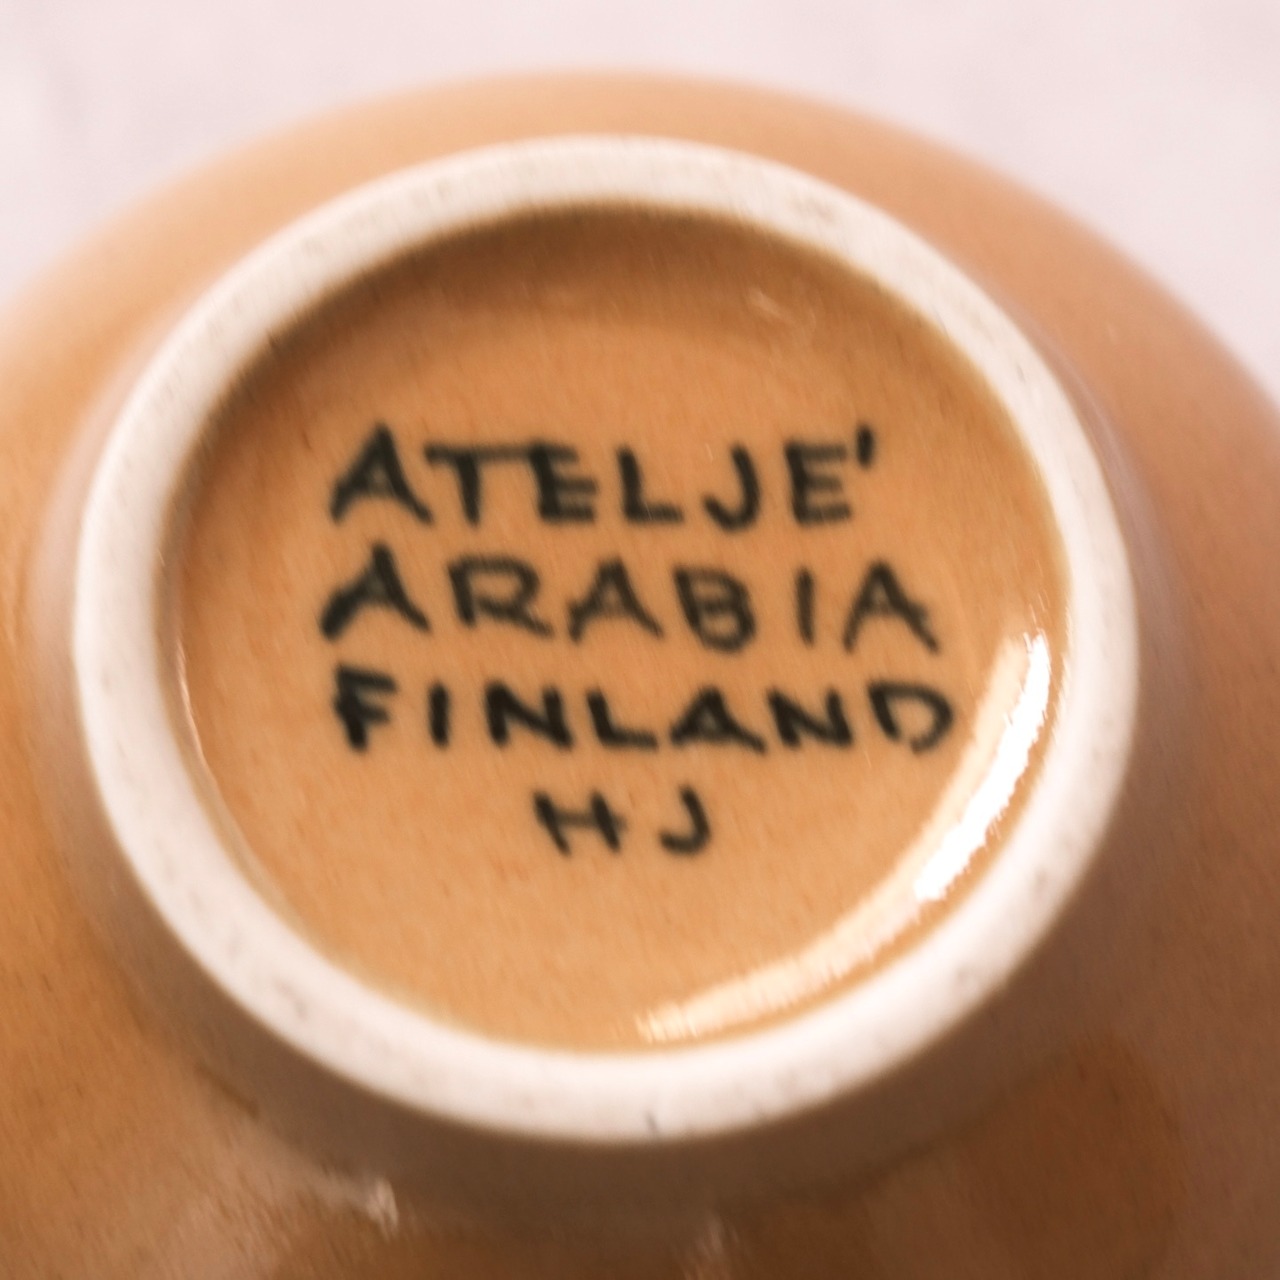 ATELJE'
ARABIA
FINLAND
HJ